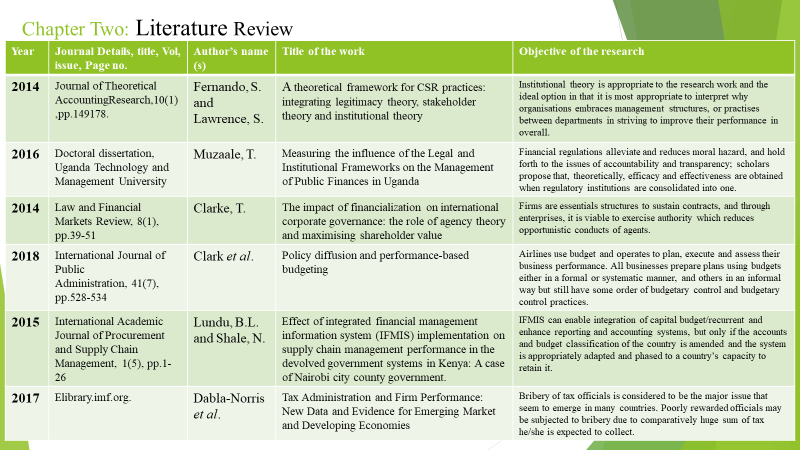 Chapter Two: Literature Review
Year
Journal Details, title, Vol,
issue, Page no.
Author's name
(s)
Title of the work
Objective of the research
2014
Journal of Theoretical
AccountingResearch,10(1)
,pp.149178.
Fernando, S.
and
Lawrence, S.
A theoretical framework for CSR practices:
integrating legitimacy theory, stakeholder
theory and institutional theory
Institutional theory is appropriate to the research work and the
ideal option in that it is most appropriate to interpret why
organisations embraces management structures, or practises
between departments in striving to improve their performance in
overall.
2016
Doctoral dissertation,
Uganda Technology and
Management University
Muzaale, T.
Measuring the influence of the Legal and
Institutional Frameworks on the Management
of Public Finances in Uganda
Financial regulations alleviate and reduces moral hazard, and hold
forth to the issues of accountability and transparency; scholars
propose that, theoretically, efficacy and effectiveness are obtained
when regulatory institutions are consolidated into one.
2014
Law and Financial
Markets Review, 8(1),
pp.39-51
Clarke, T.
The impact of financialization on international
corporate governance: the role of agency theory
and maximising shareholder value
Firms are essentials structures to sustain contracts, and through
enterprises, it is viable to exercise authority which reduces
opportunistic conducts of agents.
2018
International Journal of
Public
Administration, 41(7),
pp.528-534
Clark et al.
Policy diffusion and performance-based
budgeting
Airlines use budget and operates to plan, execute and assess their
business performance. All businesses prepare plans using budgets
either in a formal or systematic manner, and others in an informal
way but still have some order of budgetary control and budgetary
control practices.
2015
International Academic
Journal of Procurement
and Supply Chain
Management, 1(5), pp.1-
26
Lundu, B.L.
and Shale, N.
Effect of integrated financial management
information system (IFMIS) implementation on
supply chain management performance in the
devolved government systems in Kenya: A case
of Nairobi city county government.
IFMIS can enable integration of capital budget/recurrent and
enhance reporting and accounting systems, but only if the accounts
and budget classification of the country is amended and the system
is appropriately adapted and phased to a country's capacity to
retain it.
2017
Elibrary.imf.org.
Dabla-Norris
et al.
Tax Administration and Firm Performance:
New Data and Evidence for Emerging Market
and Developing Economies
Bribery of tax officials is considered to be the major issue that
seem to emerge in many countries. Poorly rewarded officials may
be subjected to bribery due to comparatively huge sum of tax
he/she is expected to collect.